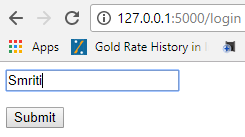 127.0.0.1:5000/login
Apps Gold Rate History in
Smriti
Submit